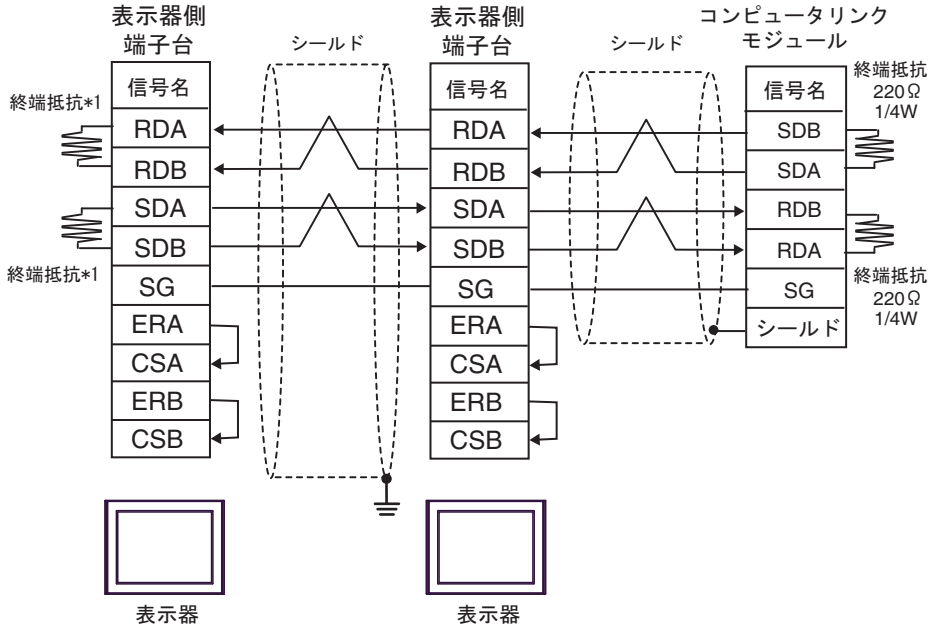 表示器側
端子台
シールド
表示器側
端子台
シールド
コンピュータリンク
モジュール
終端抵抗*1
終端抵抗*1
信号名
RDA
RDB
SDA
SDB
SG
ERA
CSA
ERB
CSB
信号名
RDA
RDB
SDA
SDB
SG
ERA
CSA
ERB
CSB
信号名
SDB
SDA
RDB
RDA
SG
シールド
終端抵抗
220Ω
1/4W
終端抵抗
220Ω
1/4W
表示器
表示器